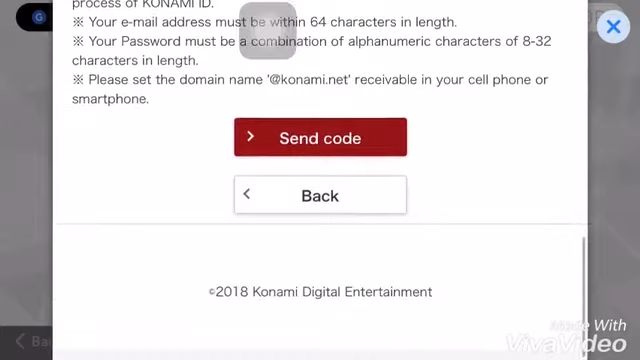 process of KONAMI ID.
※ Your e-mail address must be within 64 characters in length.
※ Your Password must be a combination of alphanumeric characters of 8-32
characters in length.
※ Please set the domain name '@konami.net' receivable in your cell phone or
smartphone.
Send code
Back
©2018 Konami Digital Entertainment
Made With
VivaVideo